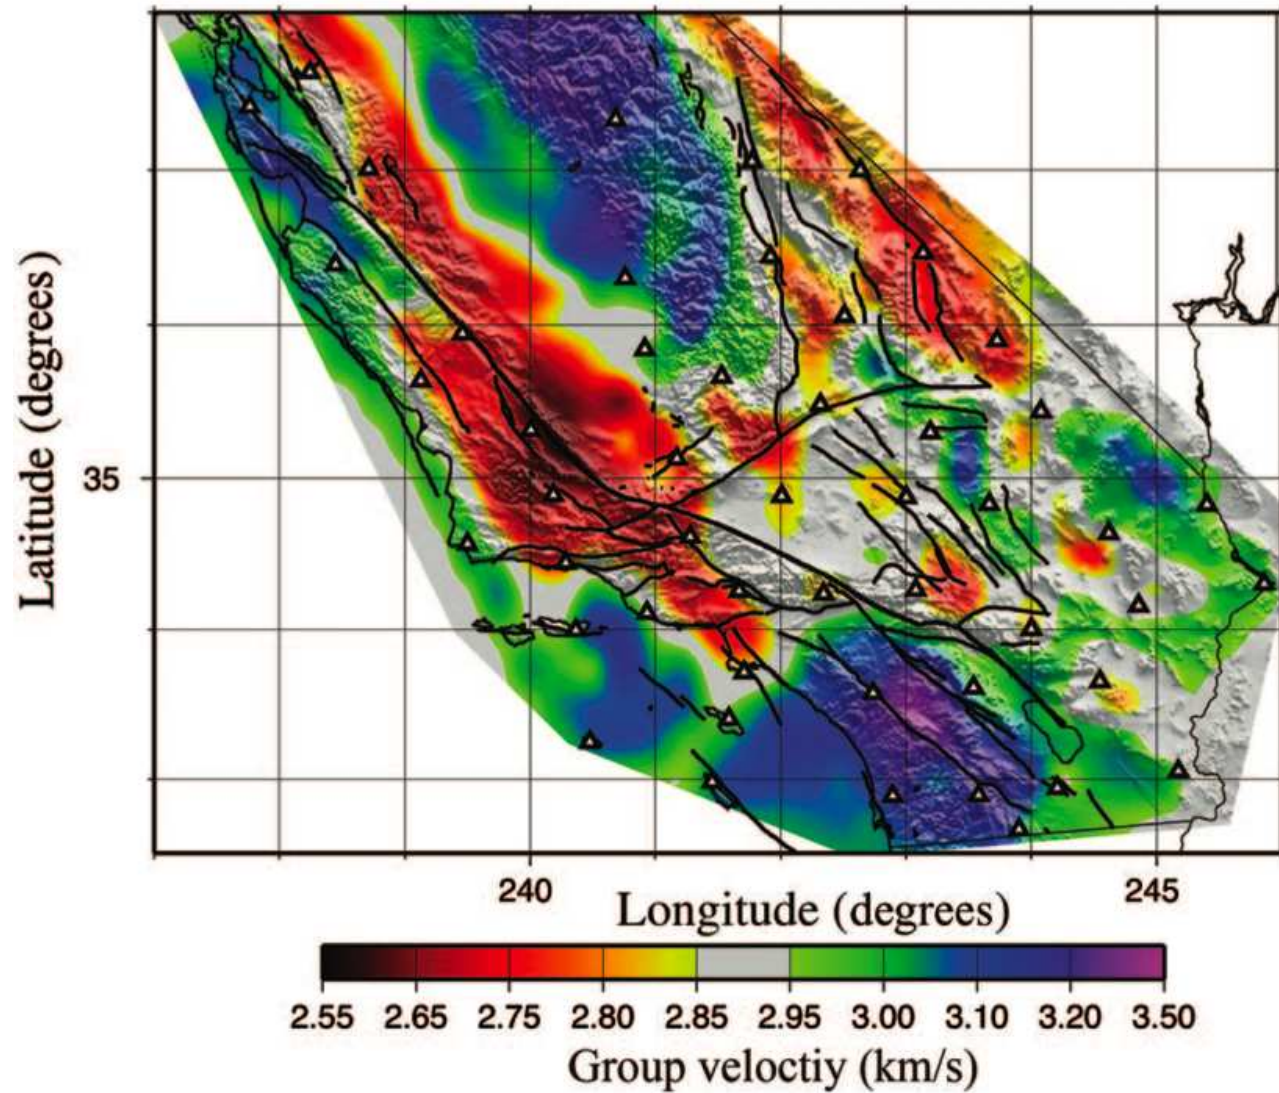 Latitude (degrees)
35
240
245
Longitude (degrees)
2.55 2.65 2.75 2.80 2.85 2.95 3.00 3.10 3.20 3.50
Group veloctiy (km/s)